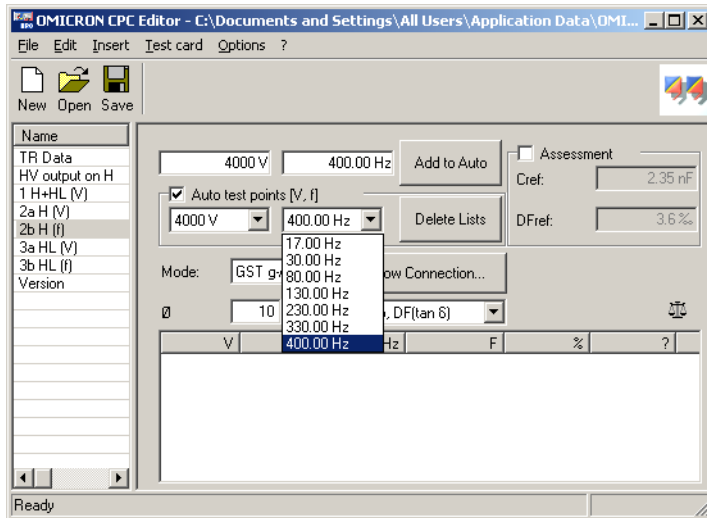 OMICRON CPC Editor - C:\Documents and Settings\All Users\Application Data\OMI...
File Edit Insert Test card Options ?
New Open Save
Name
TR Data
HV output on H
1 H+HL (V)
2a H (V)
2b H (f)
3a HL (V)
3b HL (f)
Version
4000 V 400.00 Hz Add to Auto
Auto test points [V, f]
4000 V 400.00 Hz Delete Lists
17.00 Hz
30.00 Hz
80.00 Hz
130.00 Hz
230.00 Hz
330.00 Hz
400.00 Hz
Assessment
Cref: 2.35 nF
DFref: 3.6 ‰
Mode: GST Connection...
Ø 10 DF(tan δ)
V Hz F % ?
Ready